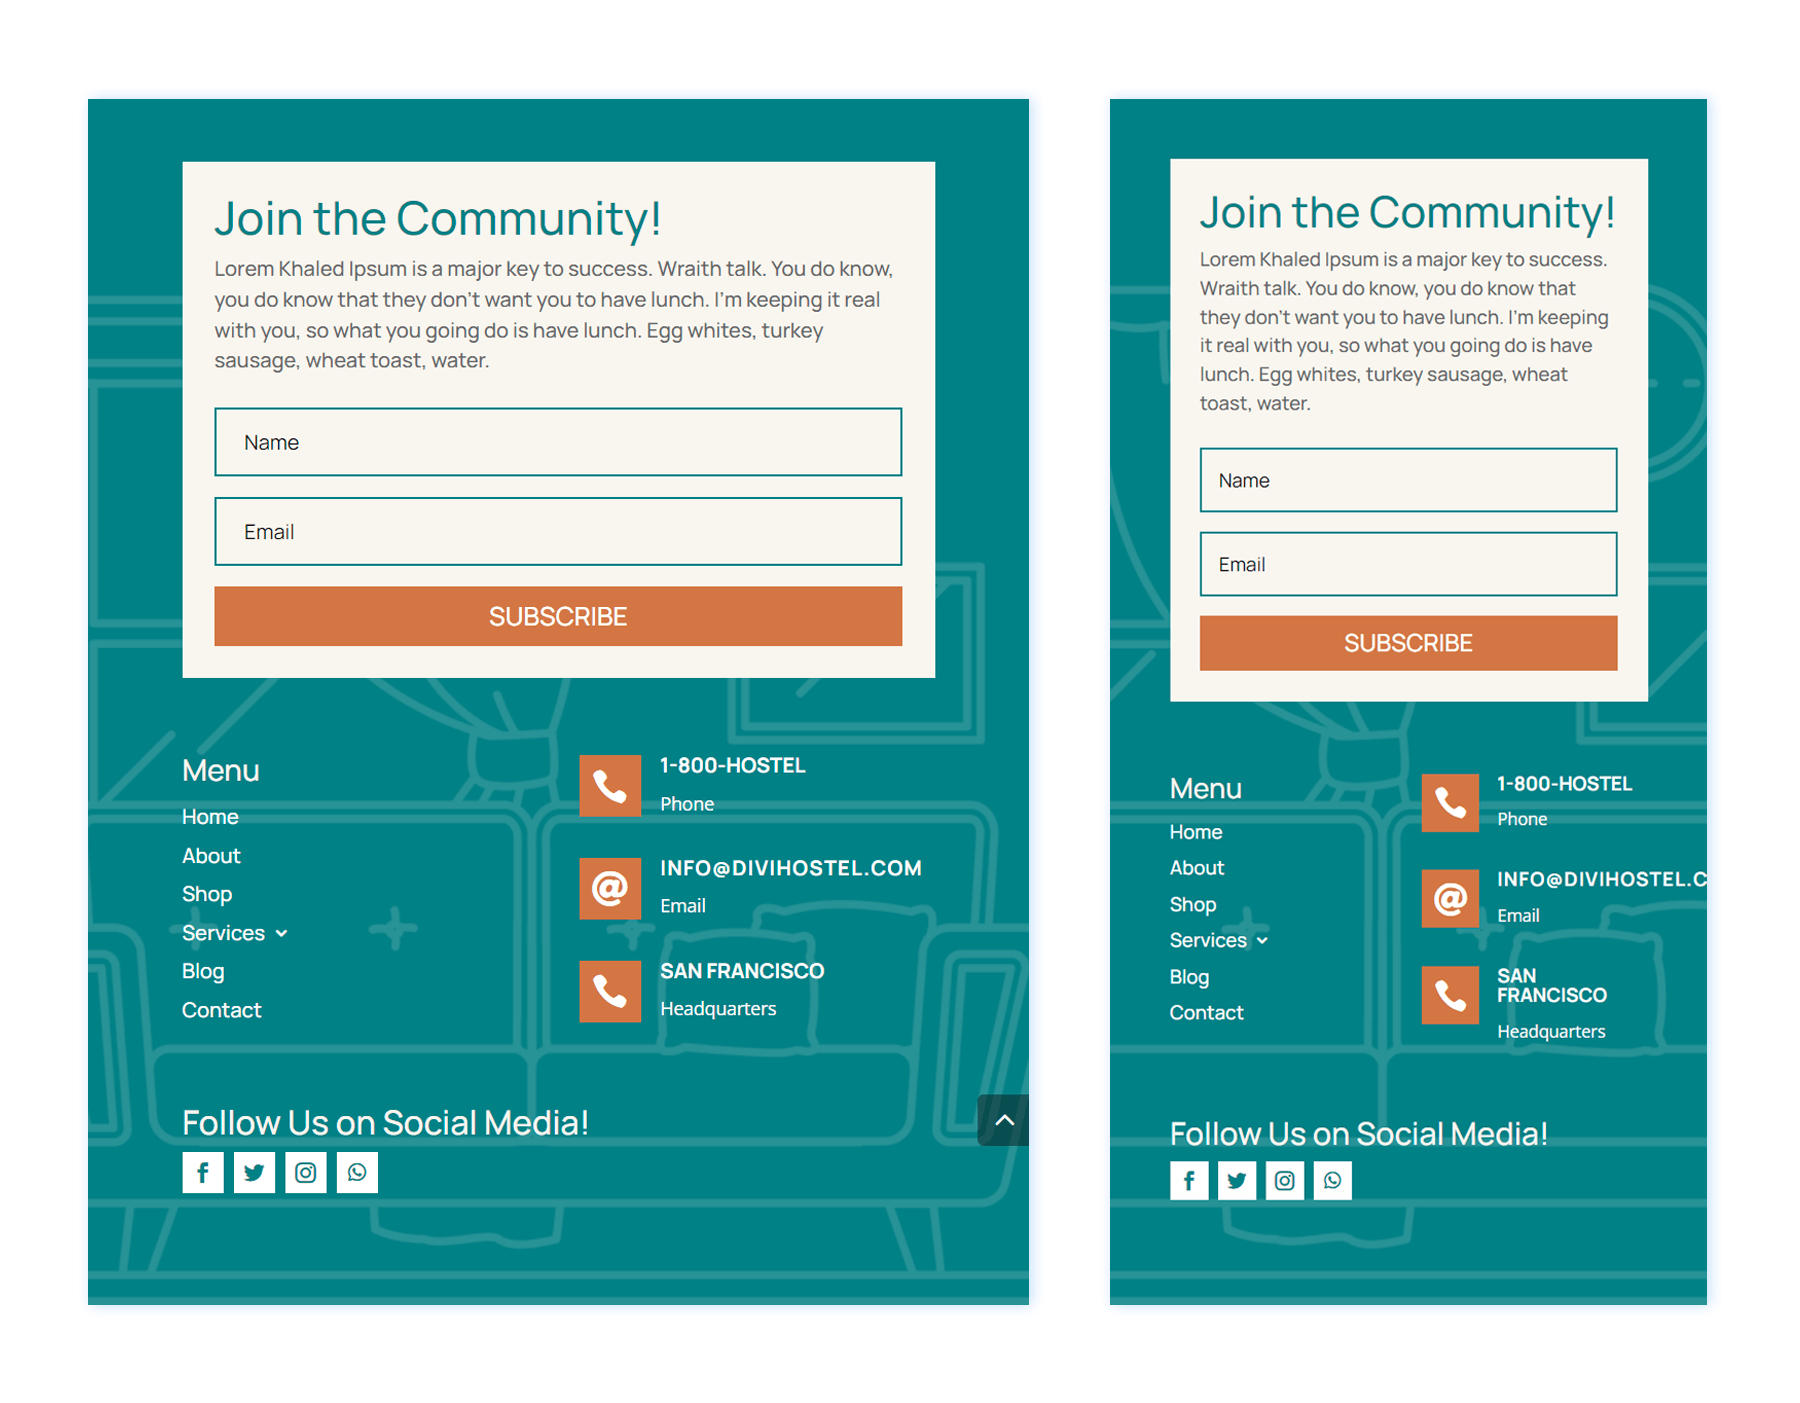 Join the Community!
Lorem Khaled Ipsum is a major key to success. Wraith talk. You do know,
you do know that they don't want you to have lunch. I'm keeping it real
with you, so what you going do is have lunch. Egg whites, turkey
sausage, wheat toast, water.
Name
Email
SUBSCRIBE
Menu
Home
About
Shop
Services
Blog
Contact
1-800-HOSTEL
Phone
INFO@DIVIHOSTEL.COM
Email
SAN FRANCISCO
Headquarters
Follow Us on Social Media!
Join the Community!
Lorem Khaled Ipsum is a major key to success.
Wraith talk. You do know, you do know that
they don't want you to have lunch. I'm keeping
it real with you, so what you going do is have
lunch. Egg whites, turkey sausage, wheat
toast, water.
Name
Email
SUBSCRIBE
Menu
Home
About
Shop
Services
Blog
Contact
1-800-HOSTEL
Phone
INFO@DIVIHOSTEL.C
Email
SAN
FRANCISCO
Headquarters
Follow Us on Social Media!